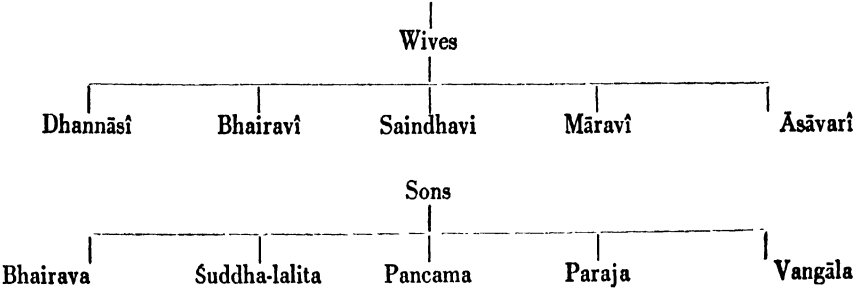 Wives
Dhannāsî Bhairavî Saindhavi Māravî Āsāvarî
Sons
Bhairava Śuddha-lalita Pancama Paraja Vangāla